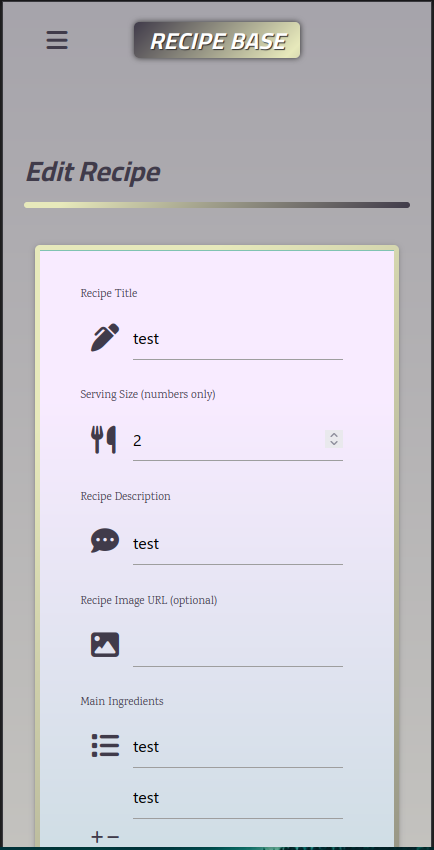 RECIPE BASE
Edit Recipe
Recipe Title
test
Serving Size (numbers only)
2
Recipe Description
test
Recipe Image URL (optional)
Main Ingredients
test
test
+ −